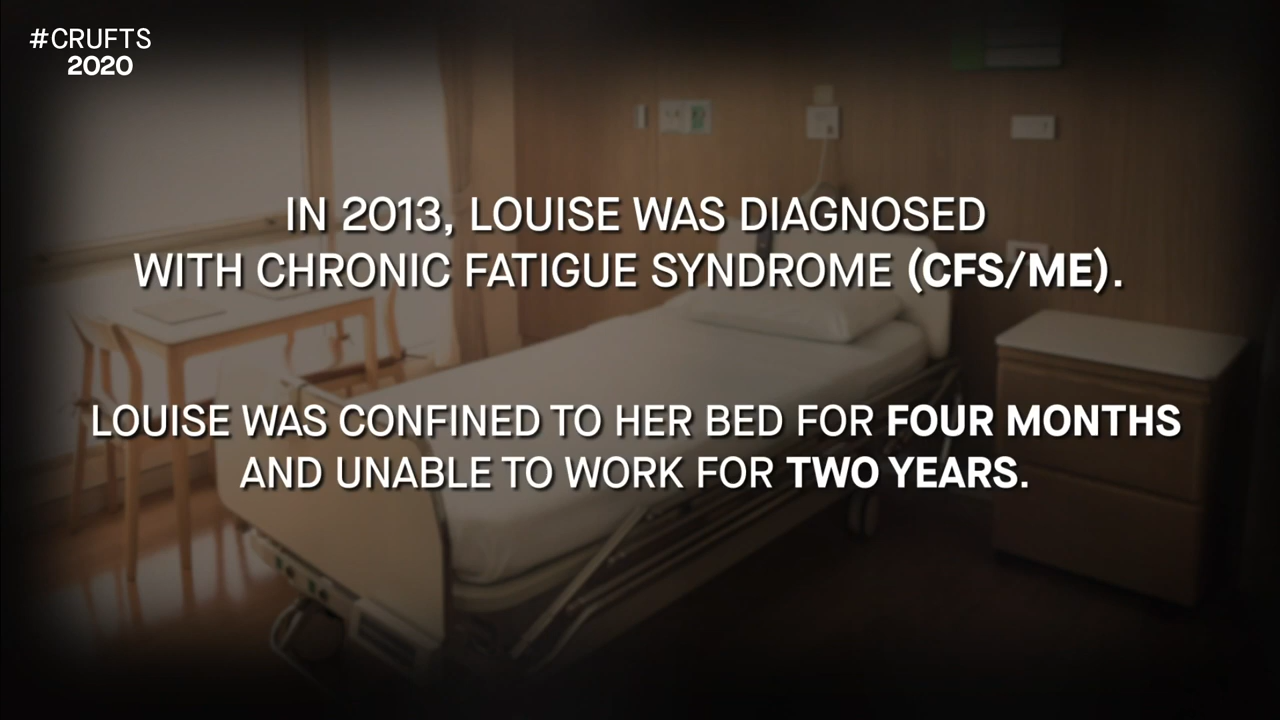 #CRUFTS
2020
IN 2013, LOUISE WAS DIAGNOSED
WITH CHRONIC FATIGUE SYNDROME (CFS/ME).
LOUISE WAS CONFINED TO HER BED FOR FOUR MONTHS
AND UNABLE TO WORK FOR TWO YEARS.